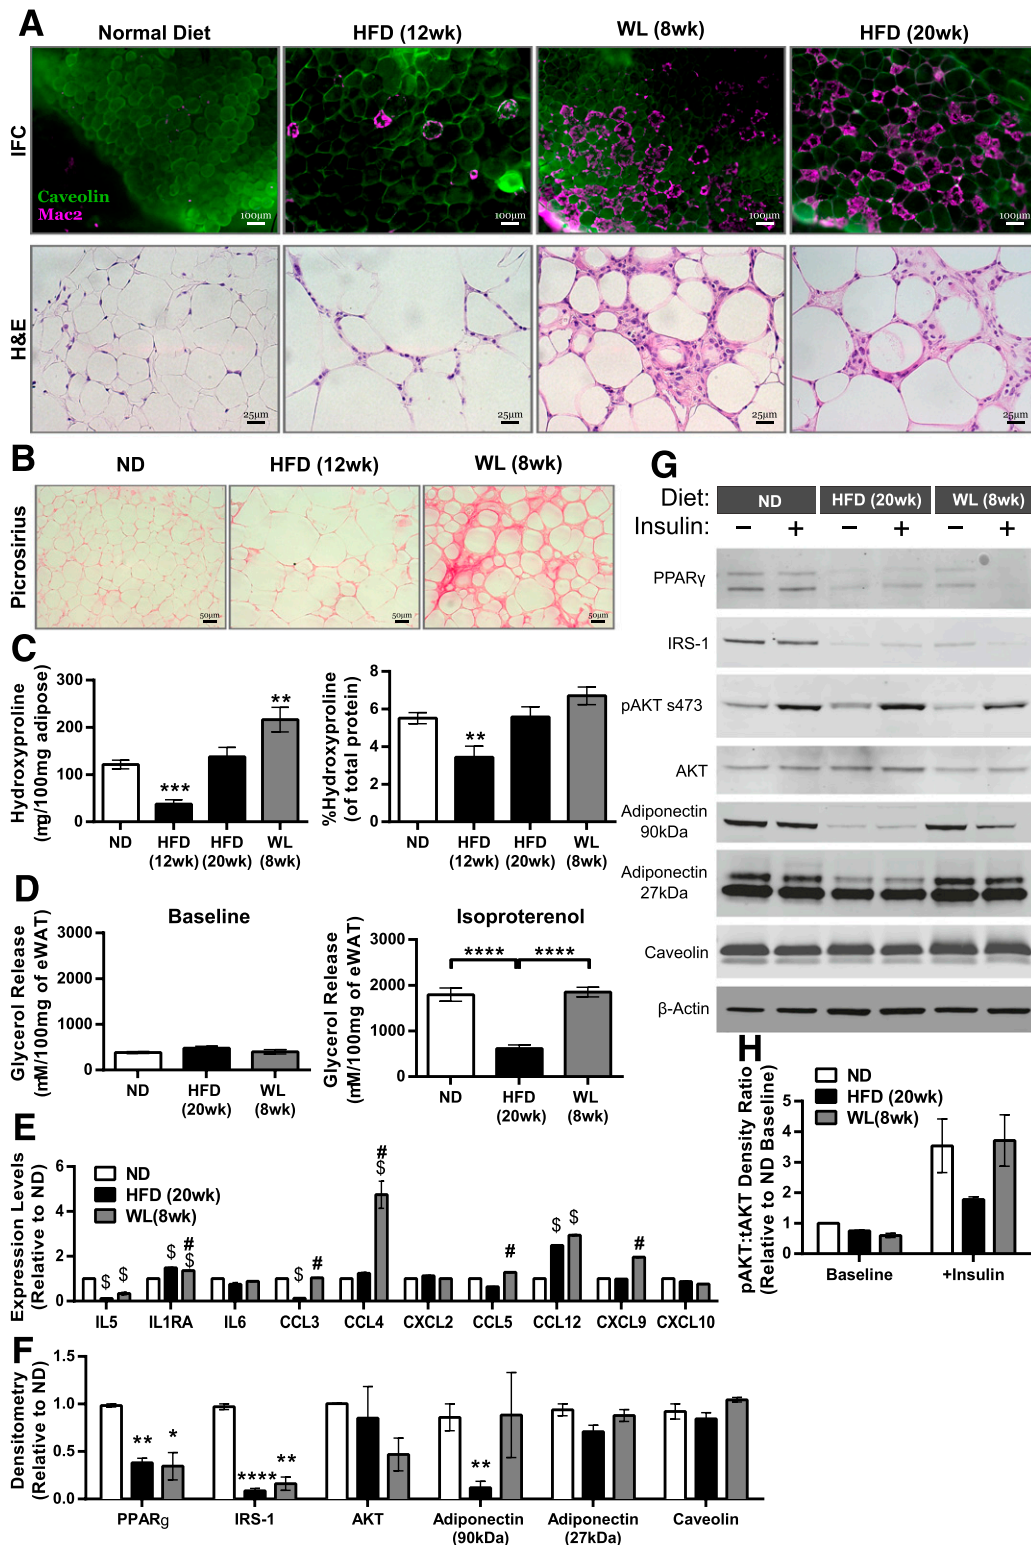 A
Normal Diet
HFD (12wk)
WL (8wk)
HFD (20wk)
IFC
Caveolin
Mac2
100µm
100µm
100µm
100µm
H&E
25µm
25µm
25µm
25µm
B
ND
HFD (12wk)
WL (8wk)
Picrosirius
50µm
50µm
50µm
C
Hydroxyproline
(mg/100mg adipose)
300
200
100
0
***
**
ND
HFD
(12wk)
HFD
(20wk)
WL
(8wk)
%Hydroxyproline
(of total protein)
8
6
4
2
0
**
ND
HFD
(12wk)
HFD
(20wk)
WL
(8wk)
D
Baseline
Glycerol Release
(mM/100mg of eWAT)
3000
2000
1000
0
ND
HFD
(20wk)
WL
(8wk)
Isoproterenol
Glycerol Release
(mM/100mg of eWAT)
3000
2000
1000
0
**** ****
ND
HFD
(20wk)
WL
(8wk)
E
Expression Levels
(Relative to ND)
6
4
2
0
ND
HFD (20wk)
WL(8wk)
$ $
$ # $
$ #
# $
#
$ $
#
IL5 IL1RA IL6 CCL3 CCL4 CXCL2 CCL5 CCL12 CXCL9 CXCL10
F
Densitometry
(Relative to ND)
1.5
1.0
0.5
0.0
** *
**** **
**
PPARg IRS-1 AKT Adiponectin (90kDa) Adiponectin (27kDa) Caveolin
G
Diet: ND HFD (20wk) WL (8wk)
Insulin: − + − + − +
PPARγ
IRS-1
pAKT s473
AKT
Adiponectin
90kDa
Adiponectin
27kDa
Caveolin
β-Actin
H
pAKT:tAKT Density Ratio
(Relative to ND Baseline)
ND
HFD (20wk)
WL(8wk)
5
4
3
2
1
0
Baseline +Insulin